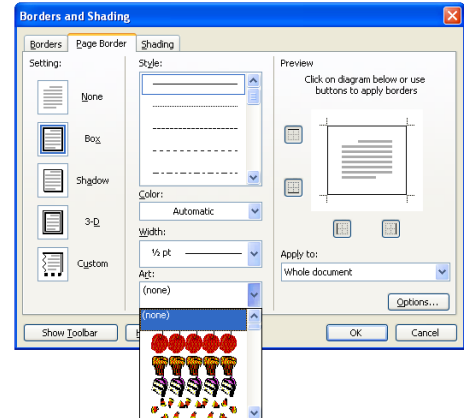 Borders and Shading
Borders
Page Border
Shading
Setting:
None
Box
Shadow
3-D
Custom
Style:
Color:
Automatic
Width:
½ pt
Art:
(none)
(none)
Preview
Click on diagram below or use
buttons to apply borders
Apply to:
Whole document
Options...
Show Toolbar
OK
Cancel